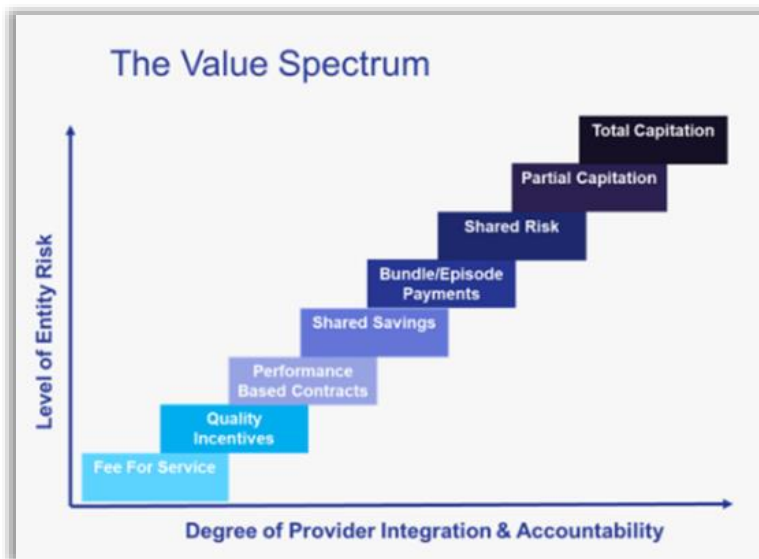 The Value Spectrum
Total Capitation
Partial Capitation
Shared Risk
Bundle/Episode
Payments
Shared Savings
Performance
Based Contracts
Quality
Incentives
Fee For Service
Level of Entity Risk
Degree of Provider Integration & Accountability